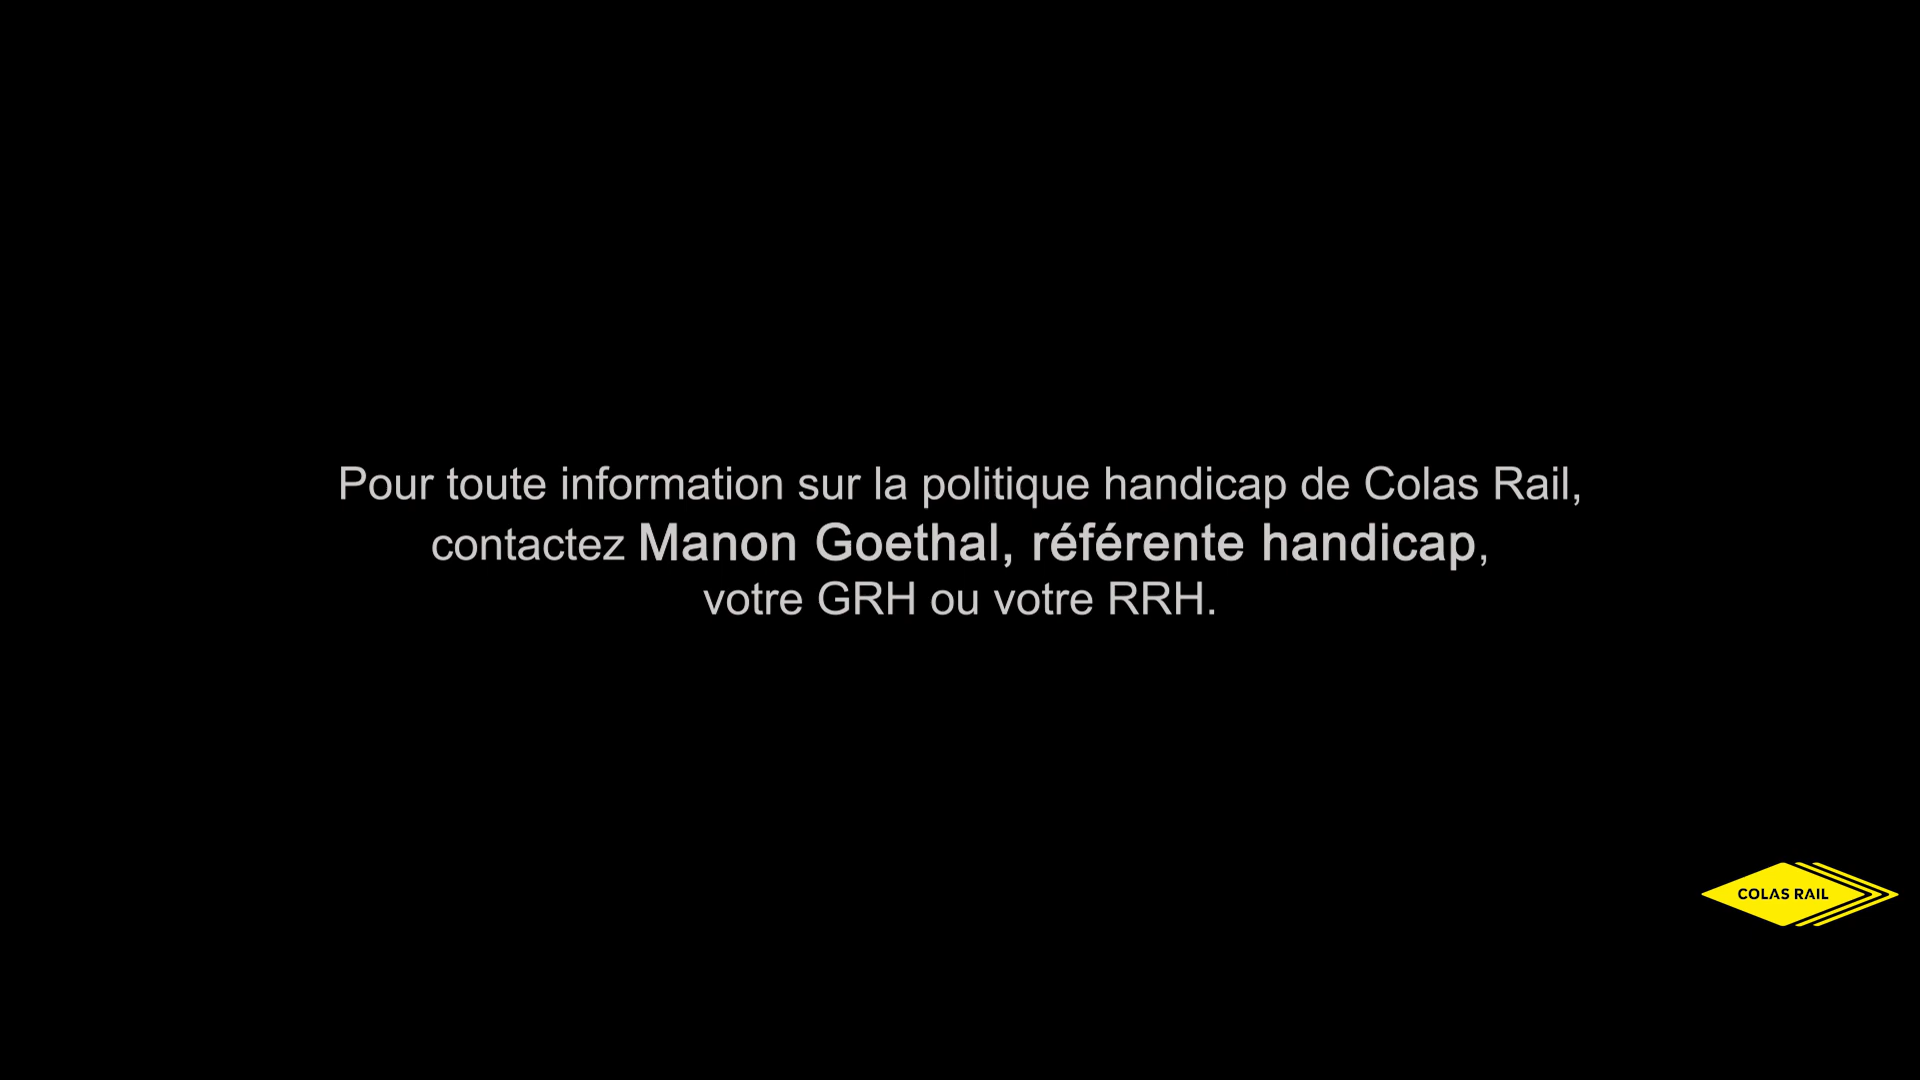 Pour toute information sur la politique handicap de Colas Rail,
contactez Manon Goethal, référente handicap,
votre GRH ou votre RRH.
COLAS RAIL